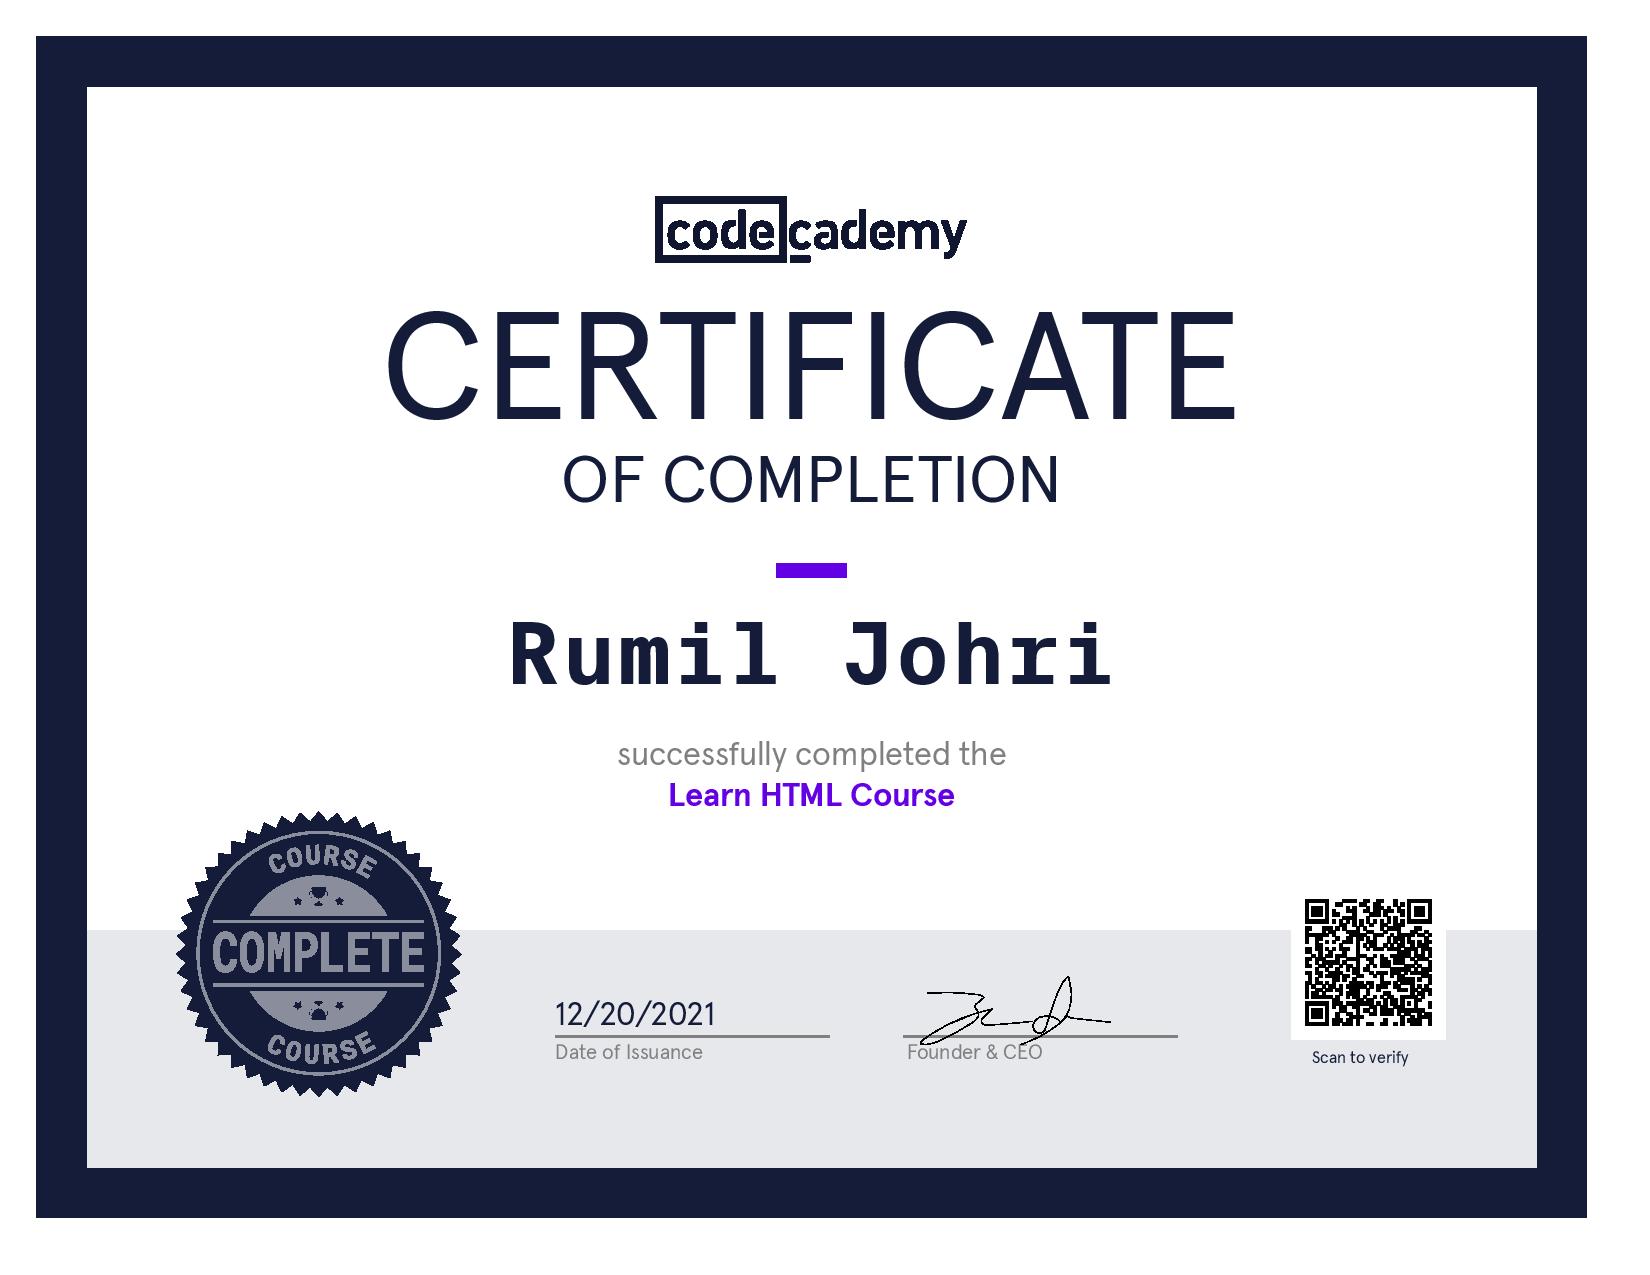 codecademy
CERTIFICATE
OF COMPLETION
Rumil Johri
successfully completed the
Learn HTML Course
COURSE
COMPLETE
COURSE
12/20/2021
Date of Issuance
Founder & CEO
Scan to verify